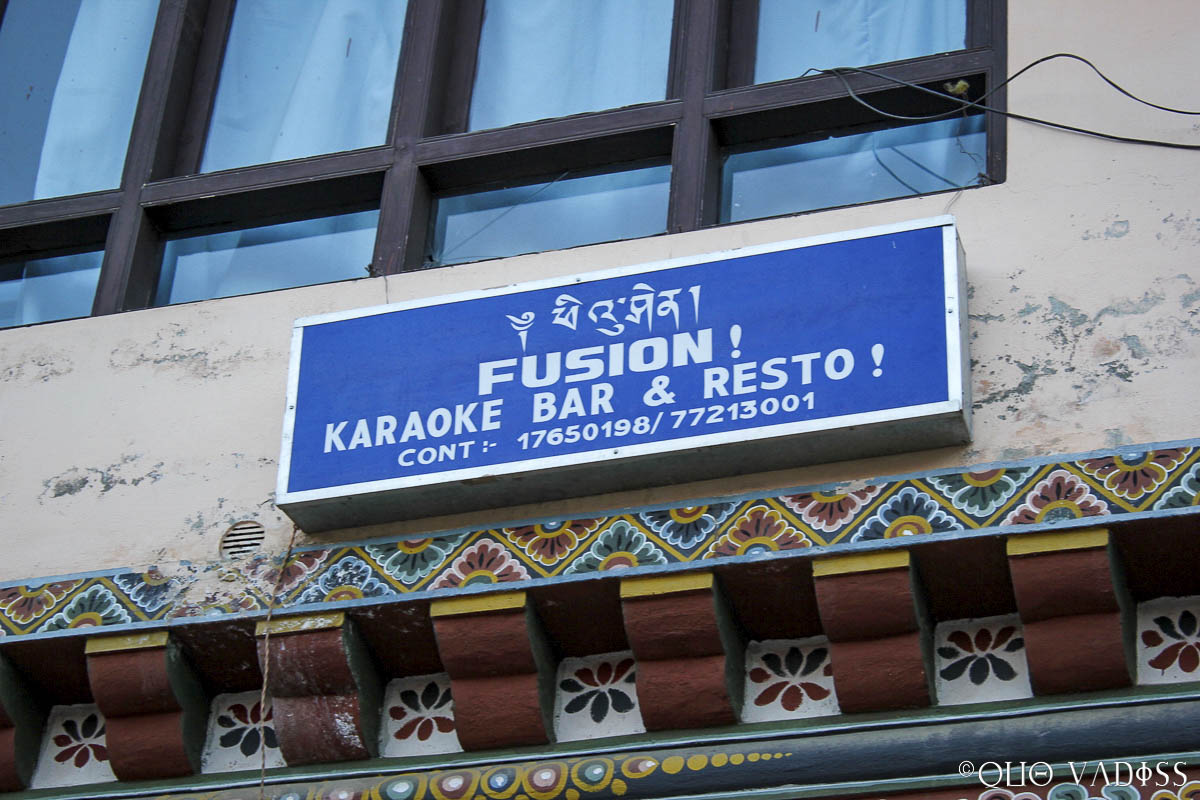 ༈ ཕི་འུ་ཤིན།
FUSION!
KARAOKE BAR & RESTO!
CONT :- 17650198/77213001